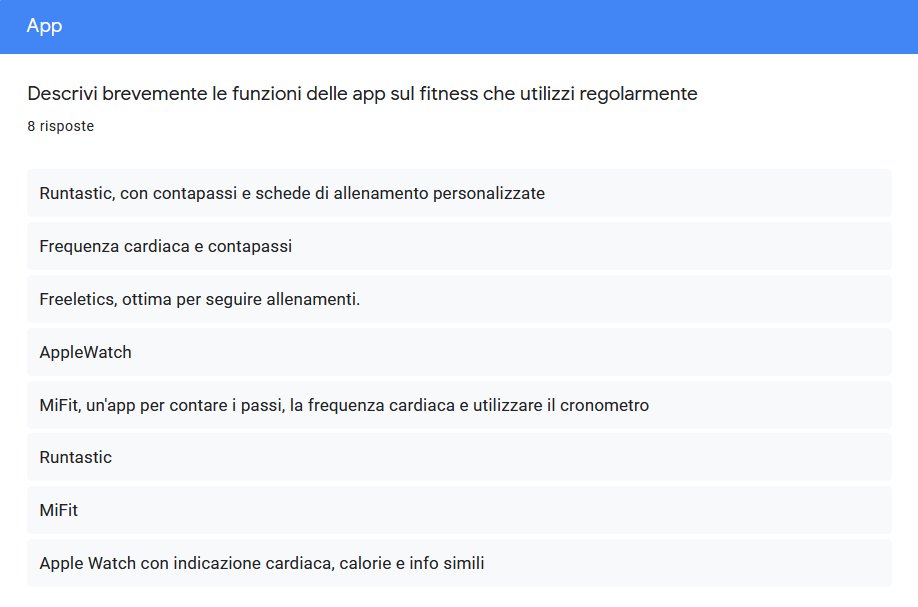 App
Descrivi brevemente le funzioni delle app sul fitness che utilizzi regolarmente
8 risposte
Runtastic, con contapassi e schede di allenamento personalizzate
Frequenza cardiaca e contapassi
Freeletics, ottima per seguire allenamenti.
AppleWatch
MiFit, un'app per contare i passi, la frequenza cardiaca e utilizzare il cronometro
Runtastic
MiFit
Apple Watch con indicazione cardiaca, calorie e info simili